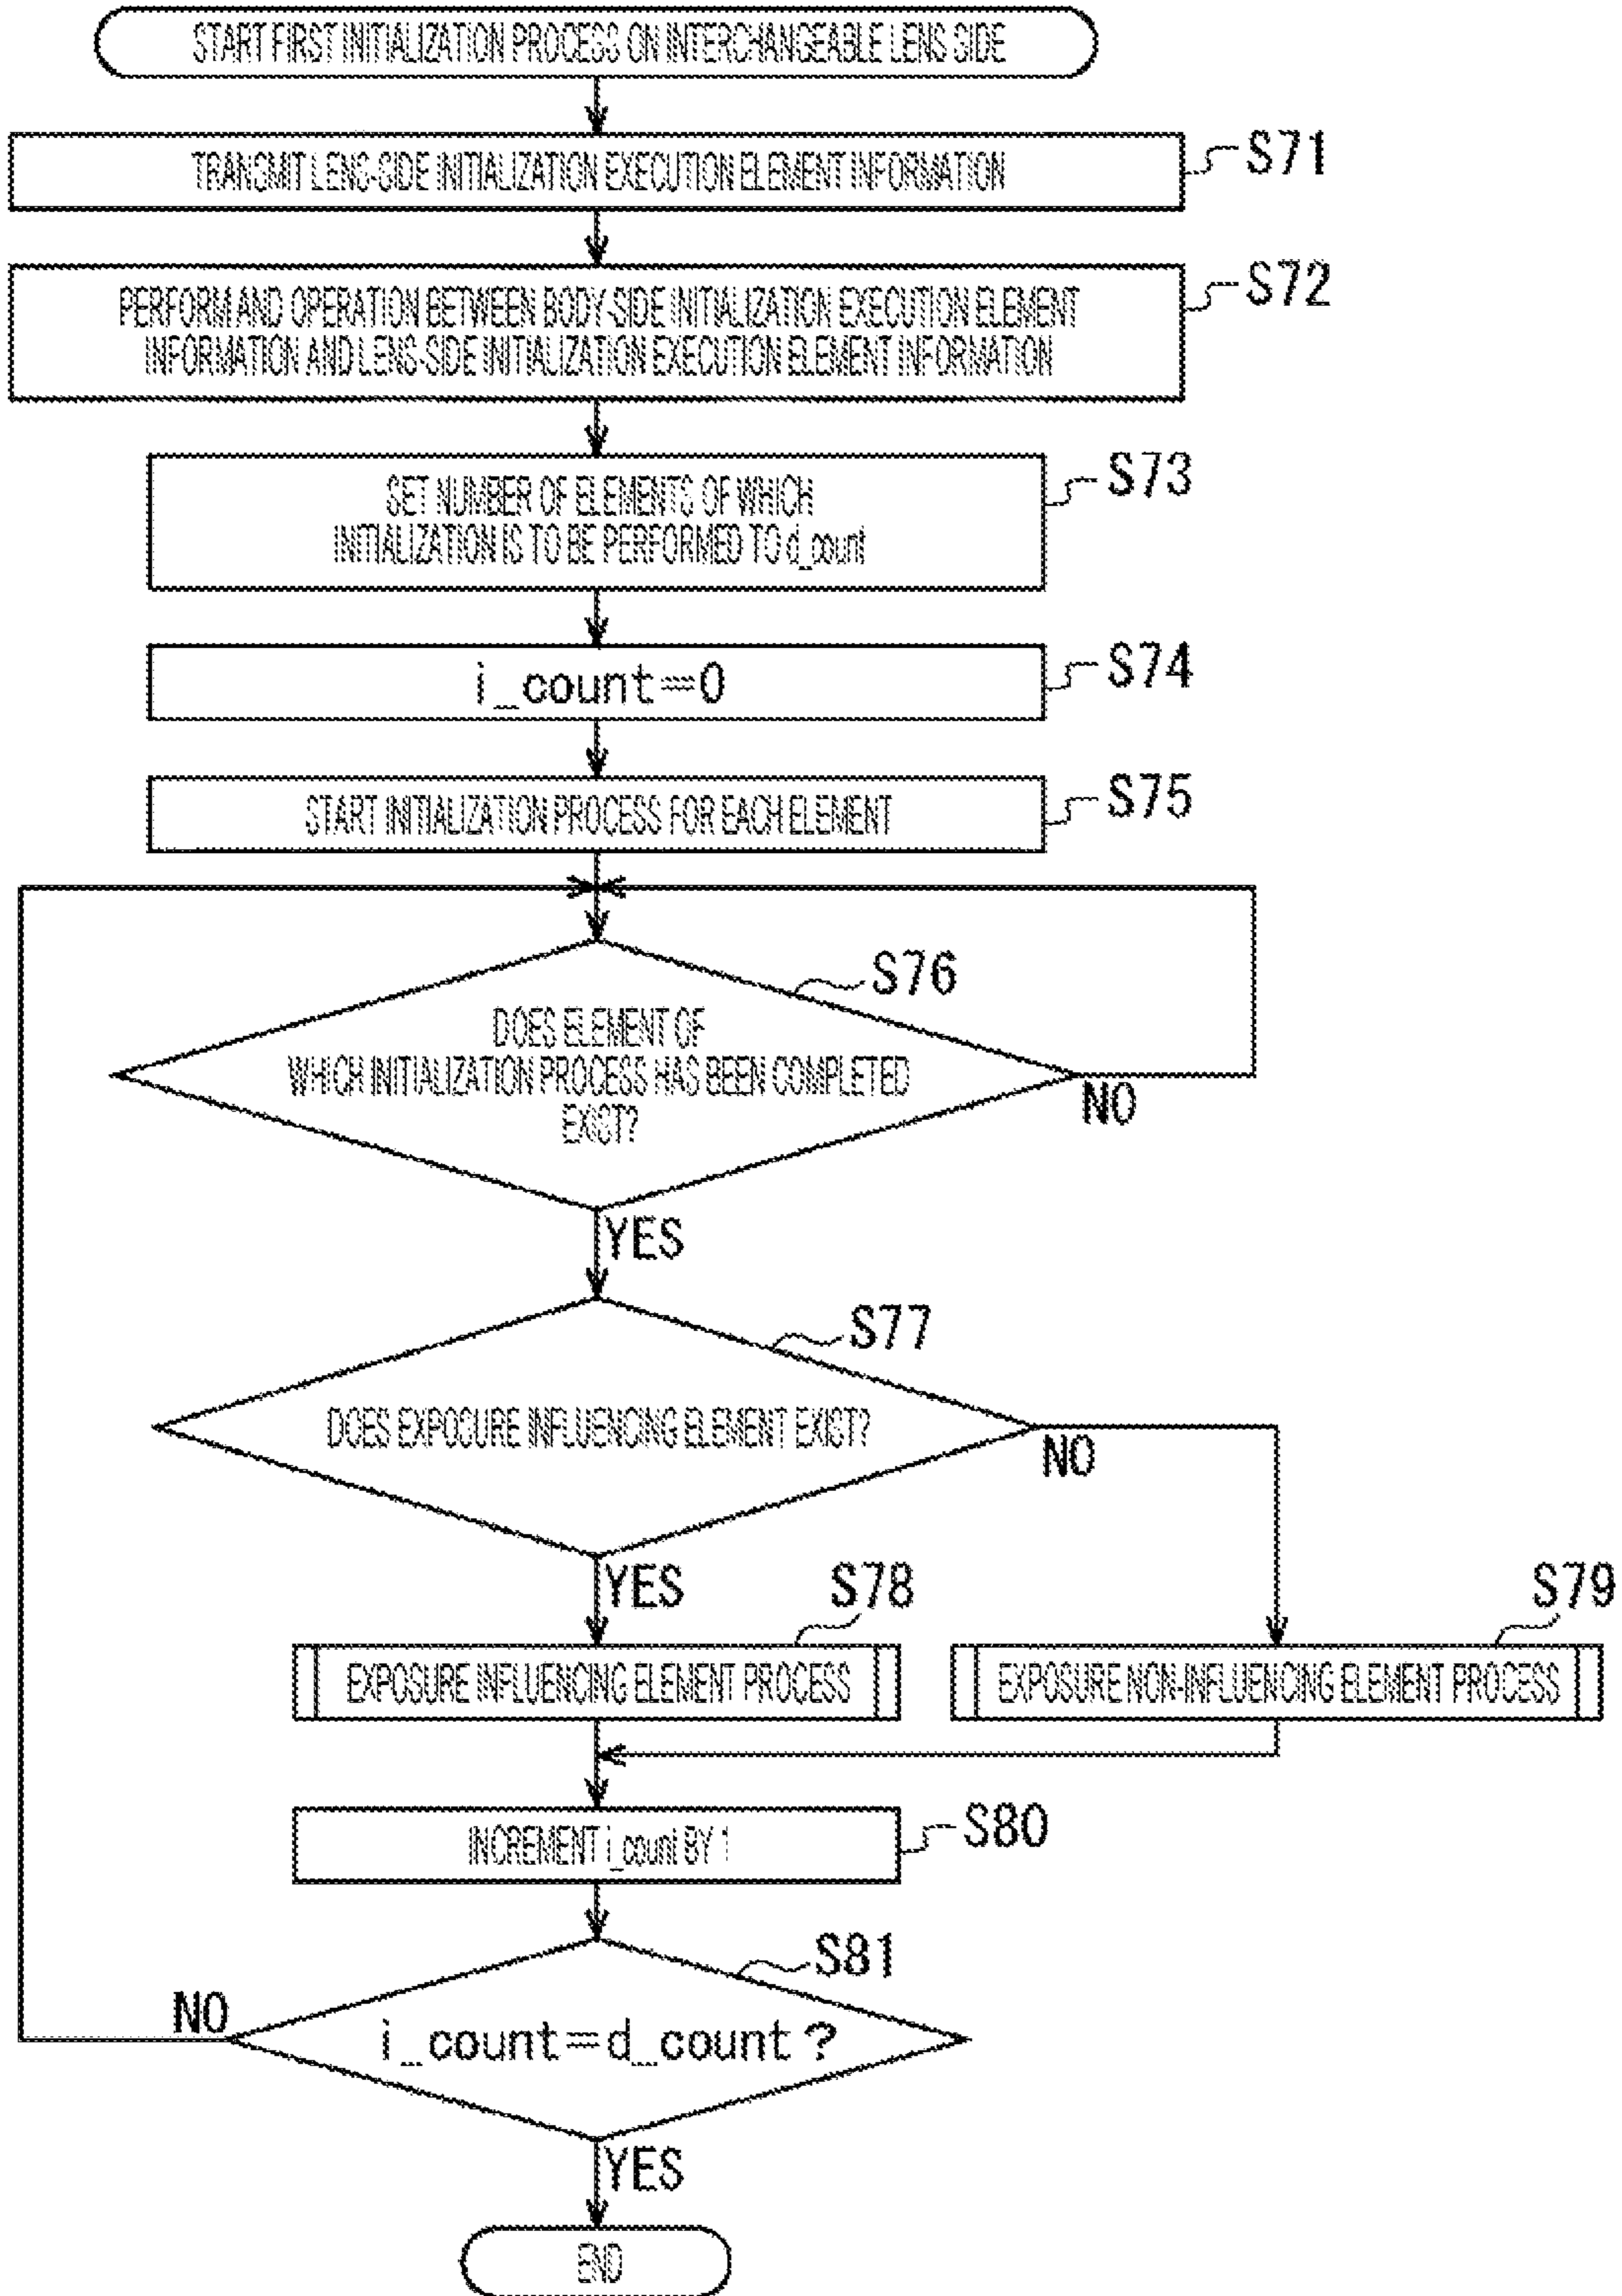 START FIRST INITIALIZATION PROCESS ON INTERCHANGEABLE LENS SIDE
TRANSMIT LENS-SIDE INITIALIZATION EXECUTION ELEMENT INFORMATION
S71
PERFORM AND OPERATION BETWEEN BODY-SIDE INITIALIZATION EXECUTION ELEMENT
INFORMATION AND LENS-SIDE INITIALIZATION EXECUTION ELEMENT INFORMATION
S72
SET NUMBER OF ELEMENTS OF WHICH
INITIALIZATION IS TO BE PERFORMED TO d_count
S73
i_count=0
S74
START INITIALIZATION PROCESS FOR EACH ELEMENT
S75
S76
DOES ELEMENT OF
WHICH INITIALIZATION PROCESS HAS BEEN COMPLETED
EXIST?
NO
YES
S77
DOES EXPOSURE INFLUENCING ELEMENT EXIST?
NO
YES
S78
S79
EXPOSURE INFLUENCING ELEMENT PROCESS
EXPOSURE NON-INFLUENCING ELEMENT PROCESS
INCREMENT i_count BY 1
S80
S81
NO
i_count=d_count?
YES
END